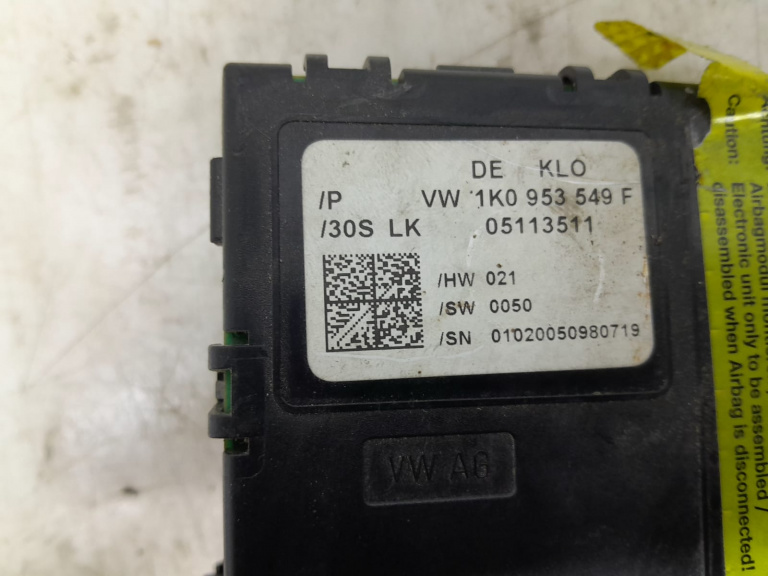 DE KLO
/P VW 1K0 953 549 F
/30S LK 05113511
/HW 021
/SW 0050
/SN 01020050980719
VW AG
Caution:
Electronic unit only to be assembled /
disassembled when Airbag is disconnected!